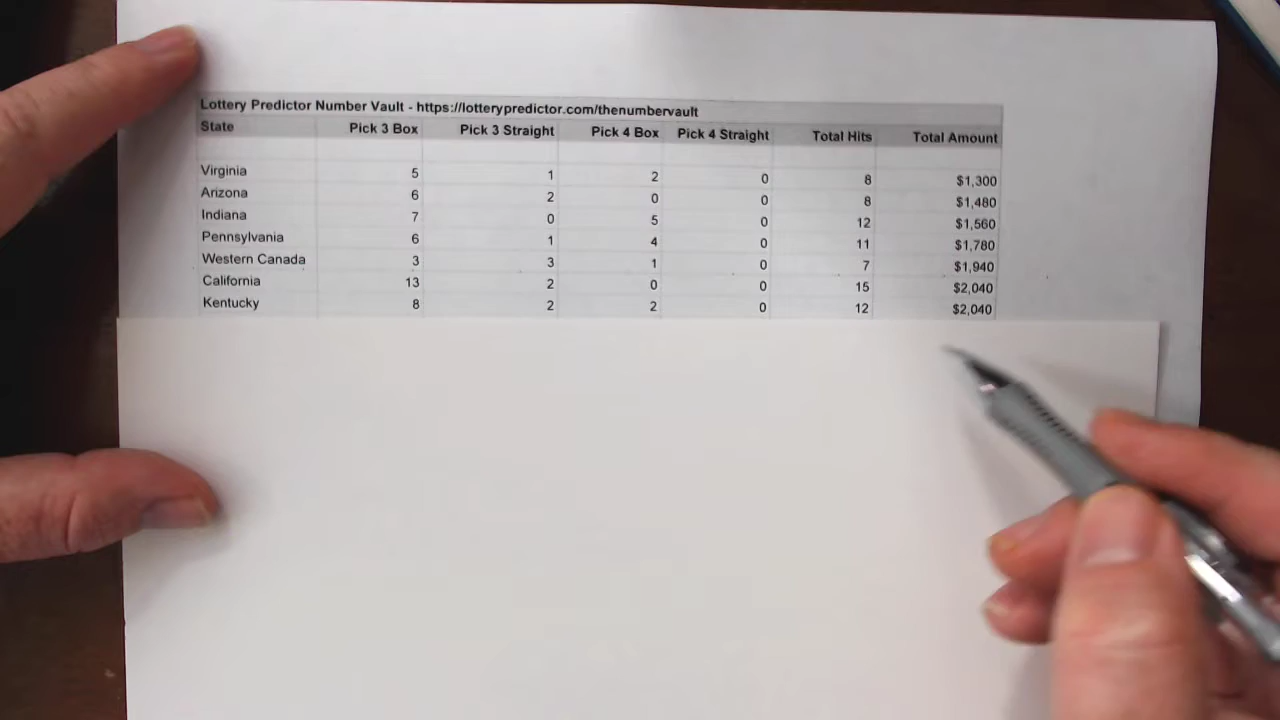 Lottery Predictor Number Vault - https://lotterypredictor.com/thenumbervault
State Pick 3 Box Pick 3 Straight Pick 4 Box Pick 4 Straight Total Hits Total Amount
Virginia 5 1 2 0 8 $1,300
Arizona 6 2 0 0 8 $1,480
Indiana 7 0 5 0 12 $1,560
Pennsylvania 6 1 4 0 11 $1,780
Western Canada 3 3 1 0 7 $1,940
California 13 2 0 0 15 $2,040
Kentucky 8 2 2 0 12 $2,040